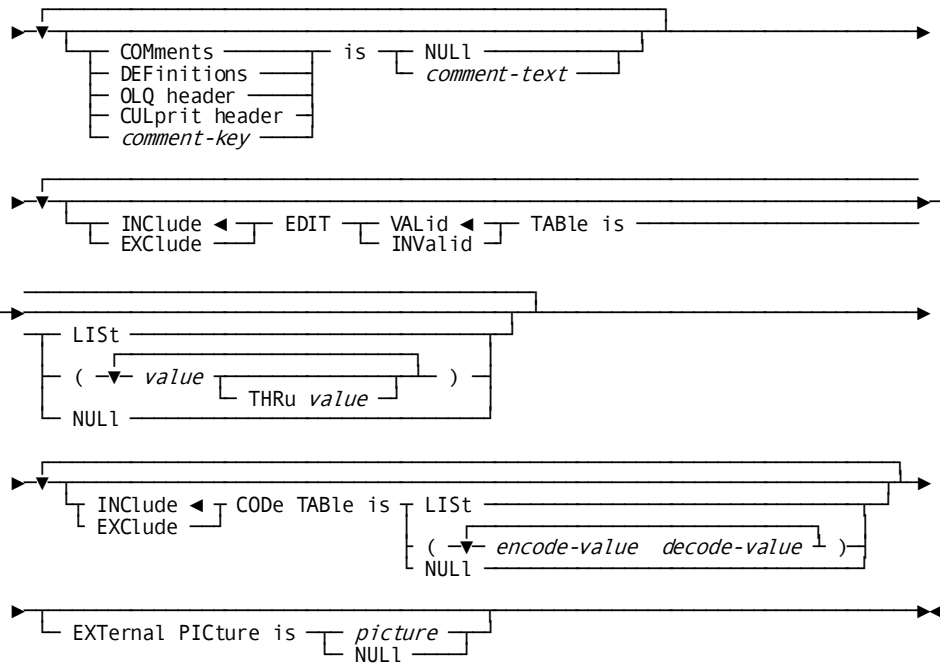 COMments is NULl
DEFinitions comment-text
OLQ header
CULprit header
comment-key
INClude EDIT VALid TABle is
EXClude INValid
LISt
( value )
THRu value
NULl
INClude CODe TABle is LISt
EXClude
( encode-value decode-value )
NULl
EXTernal PICture is picture
NULl